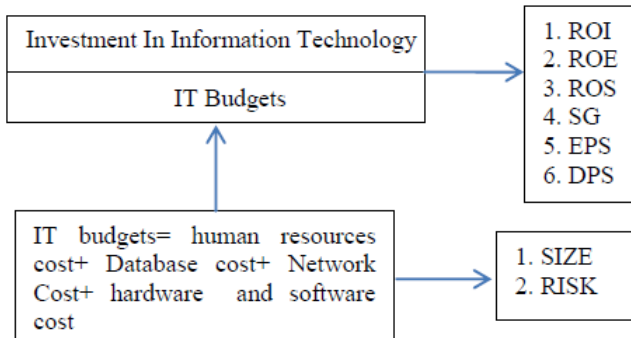 Investment In Information Technology
IT Budgets
1. ROI
2. ROE
3. ROS
4. SG
5. EPS
6. DPS
IT budgets= human resources
cost+ Database cost+ Network
Cost+ hardware and software
cost
1. SIZE
2. RISK